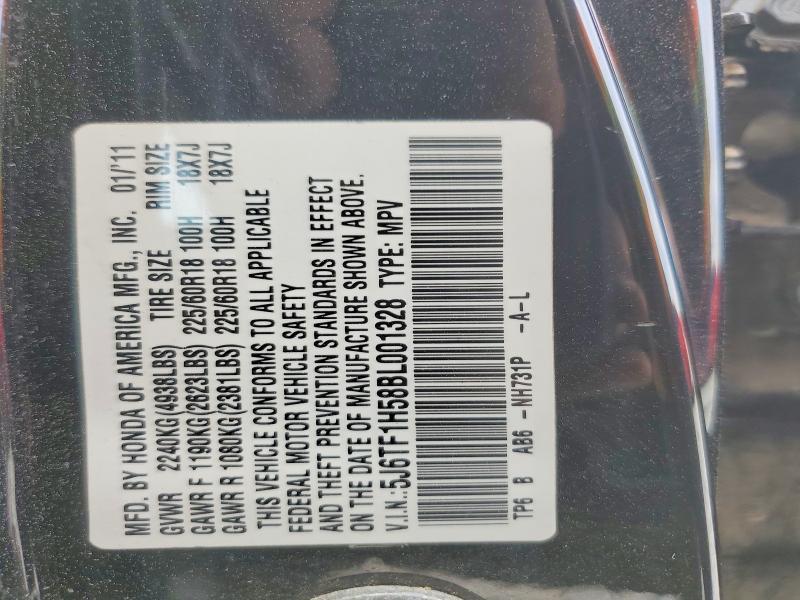 MFD. BY HONDA OF AMERICA MFG., INC. 01/'11
GVWR 2240KG(4938LBS) TIRE SIZE RIM SIZE
GAWR F 1190KG(2623LBS) 225/60R18 100H 18X7J
GAWR R 1080KG(2381LBS) 225/60R18 100H 18X7J
THIS VEHICLE CONFORMS TO ALL APPLICABLE
FEDERAL MOTOR VEHICLE SAFETY
AND THEFT PREVENTION STANDARDS IN EFFECT
ON THE DATE OF MANUFACTURE SHOWN ABOVE.
V.I.N.:5J6TF1H58BL001328 TYPE: MPV
TP6 B AB6 -NH731P -A-L